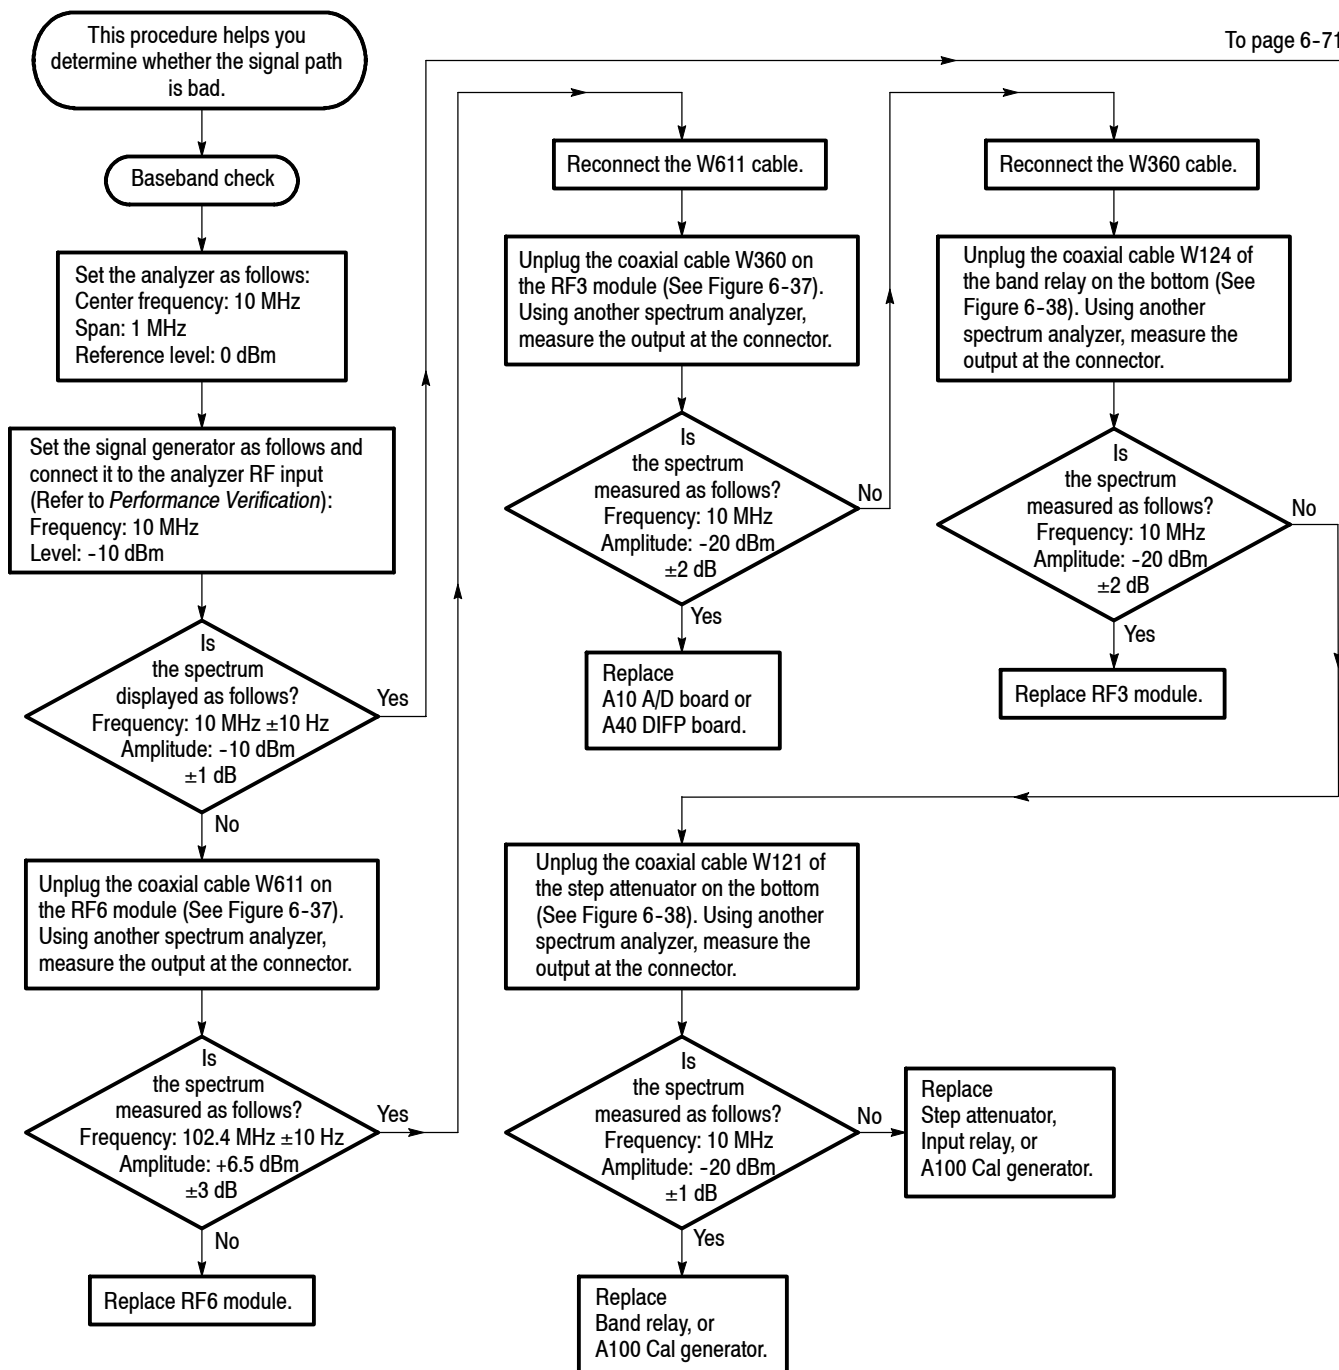 This procedure helps you
determine whether the signal path
is bad.
Baseband check
Set the analyzer as follows:
Center frequency: 10 MHz
Span: 1 MHz
Reference level: 0 dBm
Set the signal generator as follows and
connect it to the analyzer RF input
(Refer to Performance Verification):
Frequency: 10 MHz
Level: -10 dBm
Is
the spectrum
displayed as follows?
Frequency: 10 MHz ±10 Hz
Amplitude: -10 dBm
±1 dB
Yes
No
To page 6-71
Unplug the coaxial cable W611 on
the RF6 module (See Figure 6-37).
Using another spectrum analyzer,
measure the output at the connector.
Is
the spectrum
measured as follows?
Frequency: 102.4 MHz ±10 Hz
Amplitude: +6.5 dBm
±3 dB
Yes
No
Replace RF6 module.
Reconnect the W611 cable.
Unplug the coaxial cable W360 on
the RF3 module (See Figure 6-37).
Using another spectrum analyzer,
measure the output at the connector.
Is
the spectrum
measured as follows?
Frequency: 10 MHz
Amplitude: -20 dBm
±2 dB
No
Yes
Replace
A10 A/D board or
A40 DIFP board.
Reconnect the W360 cable.
Unplug the coaxial cable W124 of
the band relay on the bottom (See
Figure 6-38). Using another
spectrum analyzer, measure the
output at the connector.
Is
the spectrum
measured as follows?
Frequency: 10 MHz
Amplitude: -20 dBm
±2 dB
No
Yes
Replace RF3 module.
Unplug the coaxial cable W121 of
the step attenuator on the bottom
(See Figure 6-38). Using another
spectrum analyzer, measure the
output at the connector.
Is
the spectrum
measured as follows?
Frequency: 10 MHz
Amplitude: -20 dBm
±1 dB
No
Yes
Replace
Step attenuator,
Input relay, or
A100 Cal generator.
Replace
Band relay, or
A100 Cal generator.